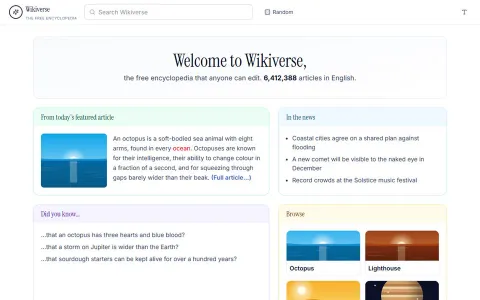 Wikiverse
THE FREE ENCYCLOPEDIA
Search Wikiverse
Random
Welcome to Wikiverse,
the free encyclopedia that anyone can edit. 6,412,388 articles in English.
From today's featured article
An octopus is a soft-bodied sea animal with eight
arms, found in every ocean. Octopuses are known
for their intelligence, their ability to change colour in
a fraction of a second, and for squeezing through
gaps barely wider than their beak. (Full article...)
In the news
Coastal cities agree on a shared plan against
flooding
A new comet will be visible to the naked eye in
December
Record crowds at the Solstice music festival
Did you know...
...that an octopus has three hearts and blue blood?
...that a storm on Jupiter is wider than the Earth?
...that sourdough starters can be kept alive for over a hundred years?
Browse
Octopus
Lighthouse